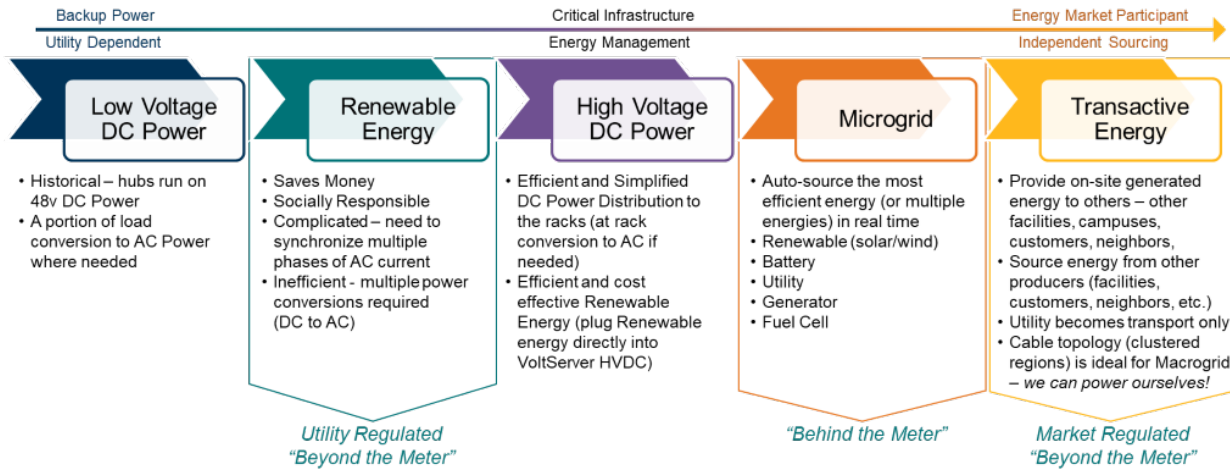 Backup Power
Critical Infrastructure
Energy Market Participant
Utility Dependent
Energy Management
Independent Sourcing
Low Voltage
DC Power
Renewable
Energy
High Voltage
DC Power
Microgrid
Transactive
Energy
• Historical – hubs run on
48v DC Power
• A portion of load
conversion to AC Power
where needed
• Saves Money
• Socially Responsible
• Complicated – need to
synchronize multiple
phases of AC current
• Inefficient - multiple power
conversions required
(DC to AC)
• Efficient and Simplified
DC Power Distribution to
the racks (at rack
conversion to AC if
needed)
• Efficient and cost
effective Renewable
Energy (plug Renewable
energy directly into
VoltServer HVDC)
• Auto-source the most
efficient energy (or multiple
energies) in real time
• Renewable (solar/wind)
• Battery
• Utility
• Generator
• Fuel Cell
• Provide on-site generated
energy to others – other
facilities, campuses,
customers, neighbors,
• Source energy from other
producers (facilities,
customers, neighbors, etc.)
• Utility becomes transport only
• Cable topology (clustered
regions) is ideal for Macrogrid
– we can power ourselves!
Utility Regulated
“Beyond the Meter”
“Behind the Meter”
Market Regulated
“Beyond the Meter”